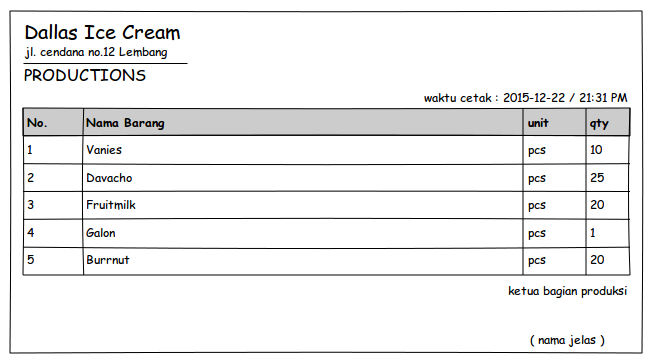 Dallas Ice Cream
jl. cendana no.12 Lembang
PRODUCTIONS
waktu cetak : 2015-12-22 / 21:31 PM
No. Nama Barang unit qty
1 Vanies pcs 10
2 Davacho pcs 25
3 Fruitmilk pcs 20
4 Galon pcs 1
5 Burrnut pcs 20
ketua bagian produksi
( nama jelas )